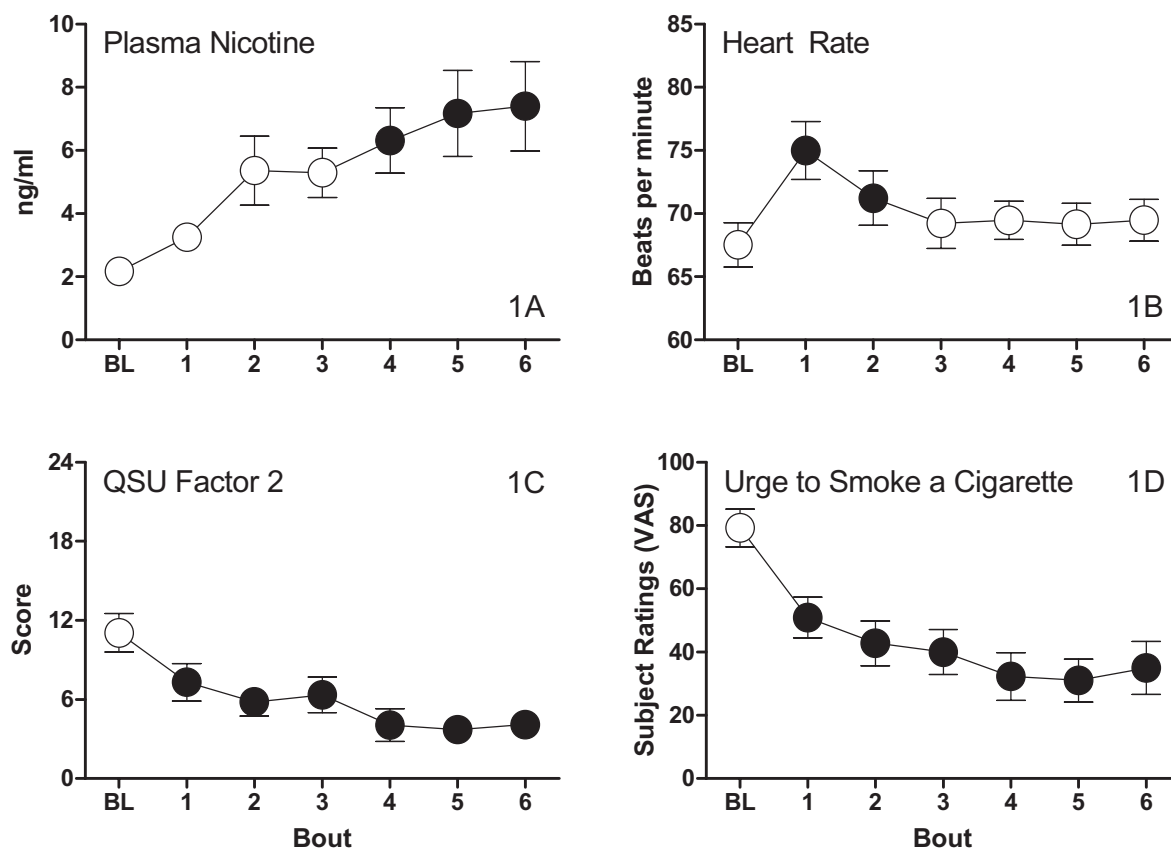 Plasma Nicotine
ng/ml
10
8
6
4
2
0
BL 1 2 3 4 5 6
1A
Heart Rate
Beats per minute
85
80
75
70
65
60
BL 1 2 3 4 5 6
1B
QSU Factor 2
1C
Score
24
18
12
6
0
BL 1 2 3 4 5 6
Bout
Urge to Smoke a Cigarette
1D
Subject Ratings (VAS)
100
80
60
40
20
0
BL 1 2 3 4 5 6
Bout